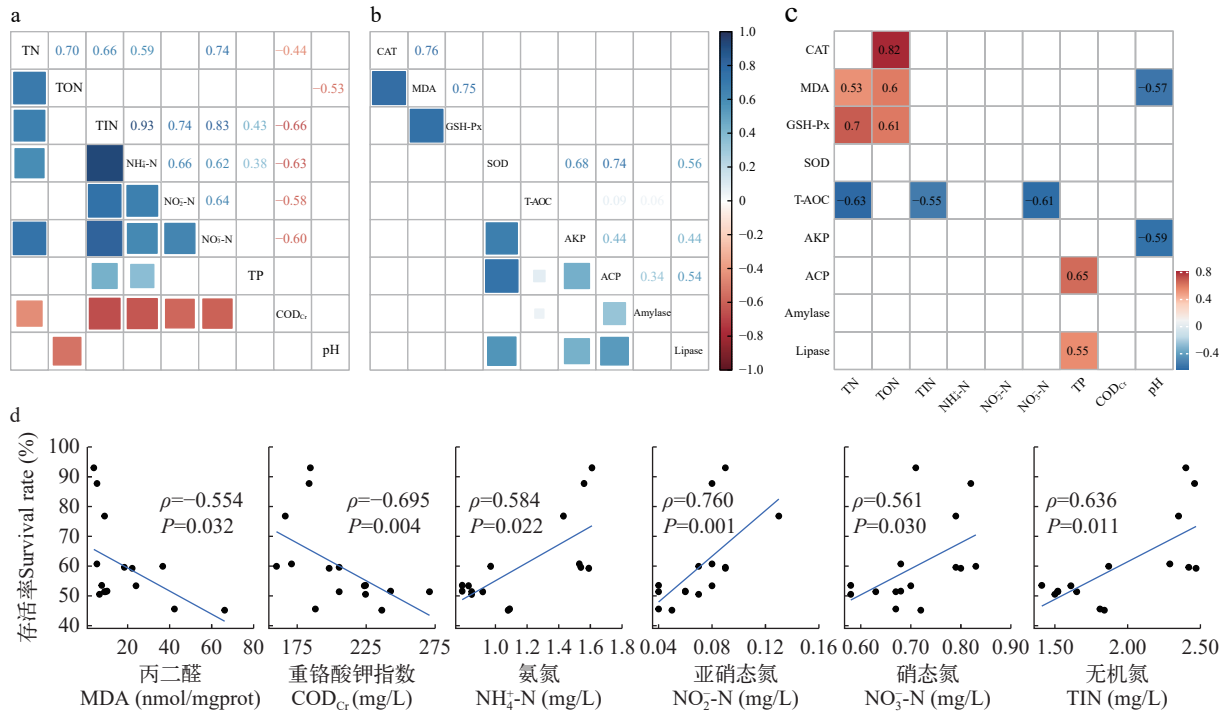 a
TN 0.70 0.66 0.59 0.74 −0.44
TON −0.53
TIN 0.93 0.74 0.83 0.43 −0.66
NH₄⁺-N 0.66 0.62 0.38 −0.63
NO₂⁻-N 0.64 −0.58
NO₃⁻-N −0.60
TP
COD_Cr
pH
b
CAT 0.76
MDA 0.75
GSH-Px
SOD 0.68 0.74 0.56
T-AOC 0.09 0.06
AKP 0.44 0.44
ACP 0.34 0.54
Amylase
Lipase
1.0
0.8
0.6
0.4
0.2
0
−0.2
−0.4
−0.6
−0.8
−1.0
c
CAT 0.82
MDA 0.53 0.6 −0.57
GSH-Px 0.7 0.61
SOD
T-AOC −0.63 −0.55 −0.61
AKP −0.59
ACP 0.65
Amylase
Lipase 0.55
TN TON TIN NH₄⁺-N NO₂⁻-N NO₃⁻-N TP COD_Cr pH
0.8
0.4
0
−0.4
d
存活率Survival rate (%)
100
90
80
70
60
50
40
ρ=−0.554
P=0.032
0 20 40 60 80
丙二醛
MDA (nmol/mgprot)
ρ=−0.695
P=0.004
175 225 275
重铬酸钾指数
COD_Cr (mg/L)
ρ=0.584
P=0.022
1.0 1.2 1.4 1.6 1.8
氨氮
NH₄⁺-N (mg/L)
ρ=0.760
P=0.001
0.04 0.08 0.12 0.16
亚硝态氮
NO₂⁻-N (mg/L)
ρ=0.561
P=0.030
0.60 0.70 0.80 0.90
硝态氮
NO₃⁻-N (mg/L)
ρ=0.636
P=0.011
1.50 2.00 2.50
无机氮
TIN (mg/L)